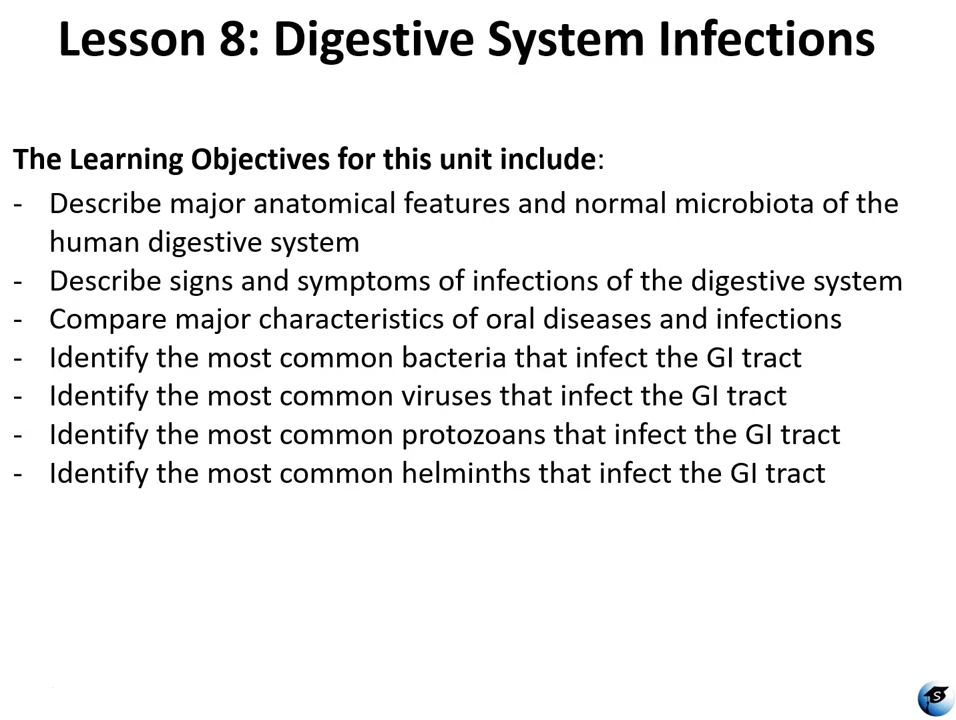 Lesson 8: Digestive System Infections
The Learning Objectives for this unit include:
- Describe major anatomical features and normal microbiota of the
human digestive system
- Describe signs and symptoms of infections of the digestive system
- Compare major characteristics of oral diseases and infections
- Identify the most common bacteria that infect the GI tract
- Identify the most common viruses that infect the GI tract
- Identify the most common protozoans that infect the GI tract
- Identify the most common helminths that infect the GI tract
S